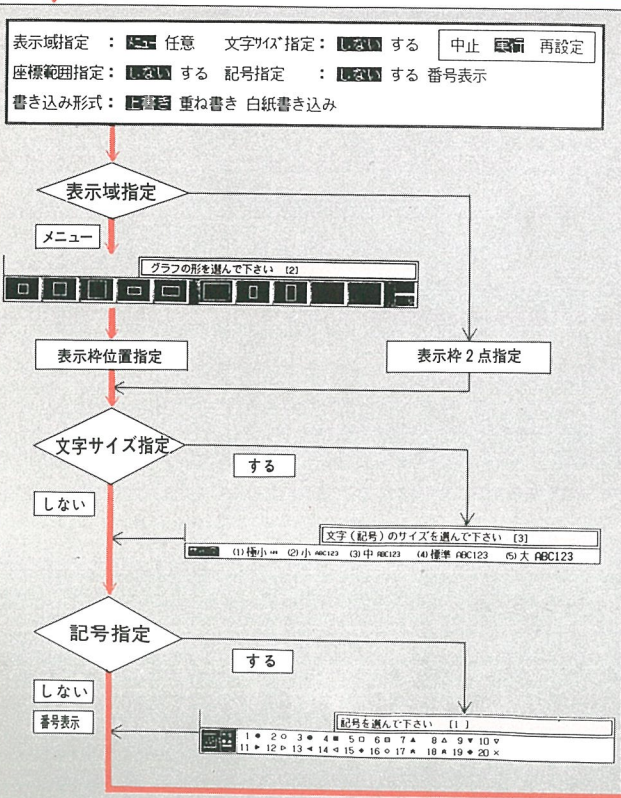 表示域指定 : メニュー 任意 文字サイズ指定: しない する 中止 実行 再設定
座標範囲指定: しない する 記号指定 : しない する 番号表示
書き込み形式: 上書き 重ね書き 白紙書き込み
表示域指定
メニュー
グラフの形を選んで下さい [2]
表示枠位置指定
表示枠2点指定
文字サイズ指定
する
しない
文字(記号)のサイズを選んで下さい [3]
(1)極小 (2)小 ABC123 (3)中 ABC123 (4)標準 ABC123 (5)大 ABC123
記号指定
する
しない
番号表示
記号を選んで下さい [1 ]
1 ● 2 ○ 3 ● 4 ■ 5 □ 6 ◘ 7 ▲ 8 △ 9 ▼ 10 ▽
11 ▶ 12 ▷ 13 ◀ 14 ◁ 15 ◆ 16 ◇ 17 18 19 ◆ 20 ×